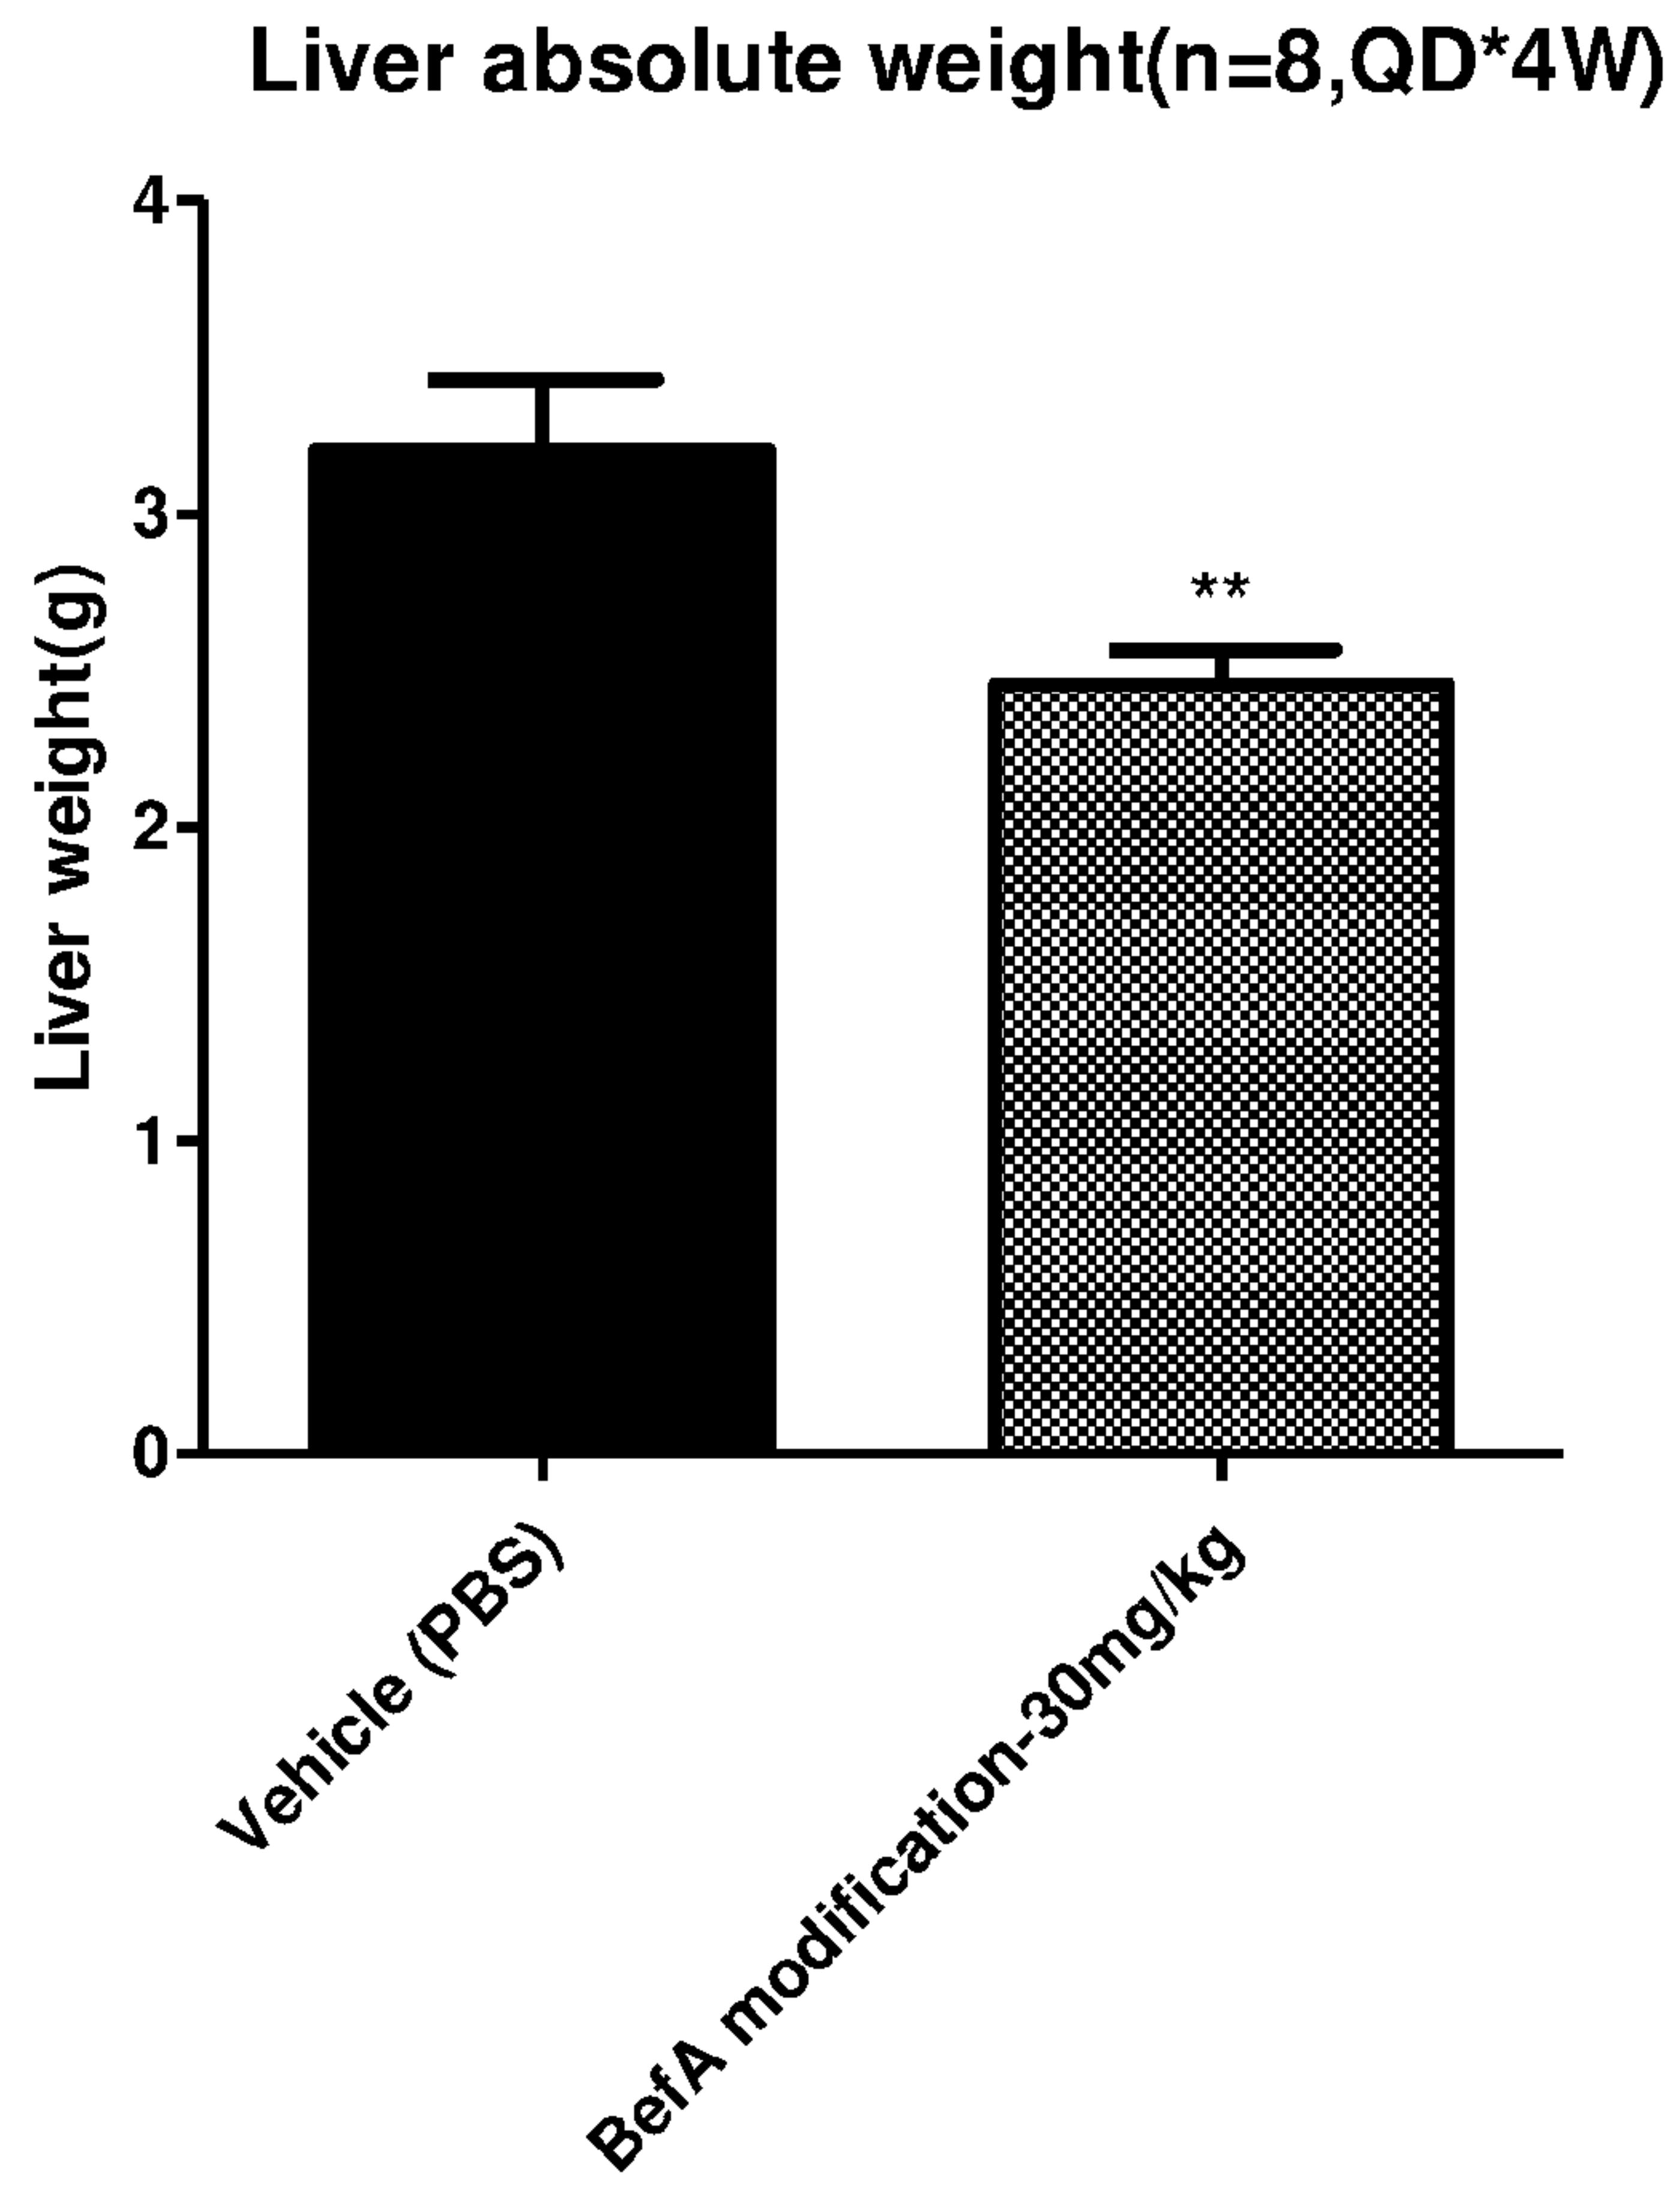 Liver absolute weight(n=8,QD*4W)
4
3
2
1
0
Liver weight(g)
**
Vehicle (PBS)
BefA modification-30mg/kg